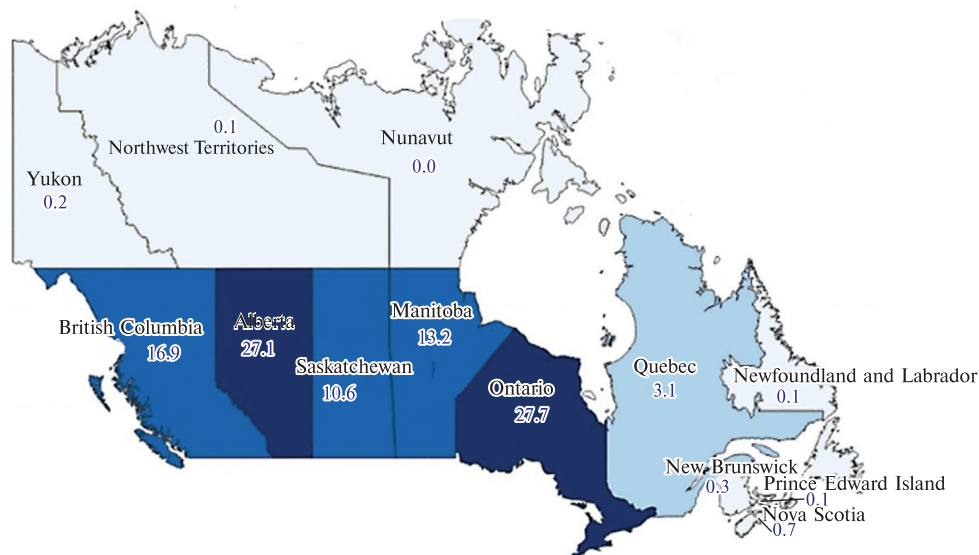 Nunavut
0.0
0.1
Northwest Territories
Yukon
0.2
British Columbia
16.9
Alberta
27.1
Saskatchewan
10.6
Manitoba
13.2
Ontario
27.7
Quebec
3.1
Newfoundland and Labrador
0.1
New Brunswick
0.3
Prince Edward Island
0.1
Nova Scotia
0.7